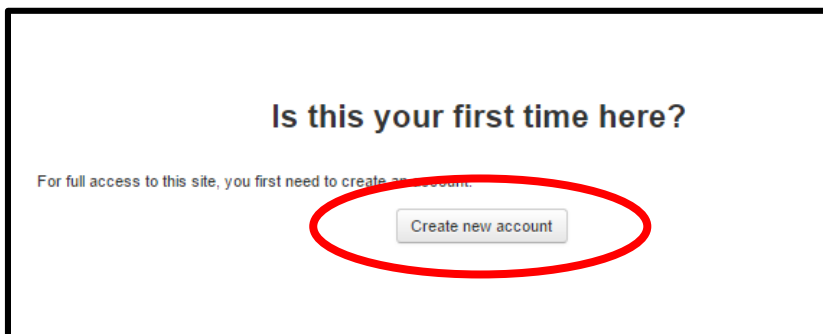 Is this your first time here?
For full access to this site, you first need to create an account.
Create new account